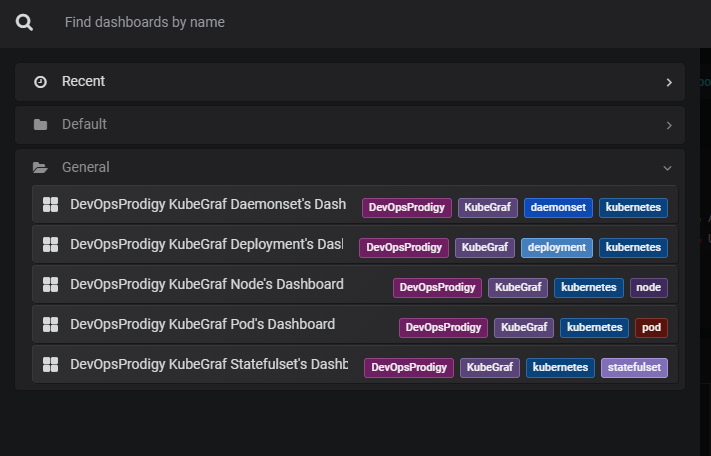 Find dashboards by name
Recent
Default
General
DevOpsProdigy KubeGraf Daemonset's Dash DevOpsProdigy KubeGraf daemonset kubernetes
DevOpsProdigy KubeGraf Deployment's Das DevOpsProdigy KubeGraf deployment kubernetes
DevOpsProdigy KubeGraf Node's Dashboard DevOpsProdigy KubeGraf kubernetes node
DevOpsProdigy KubeGraf Pod's Dashboard DevOpsProdigy KubeGraf kubernetes pod
DevOpsProdigy KubeGraf Statefulset's Dashb DevOpsProdigy KubeGraf kubernetes statefulset